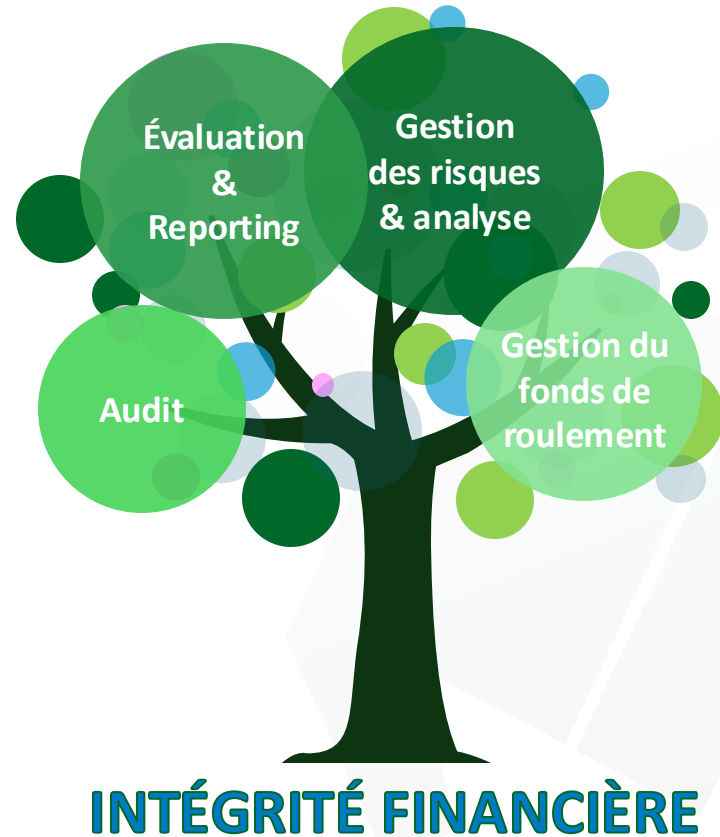 Évaluation
&
Reporting
Gestion
des risques
& analyse
Audit
Gestion du
fonds de
roulement
INTÉGRITÉ FINANCIÈRE